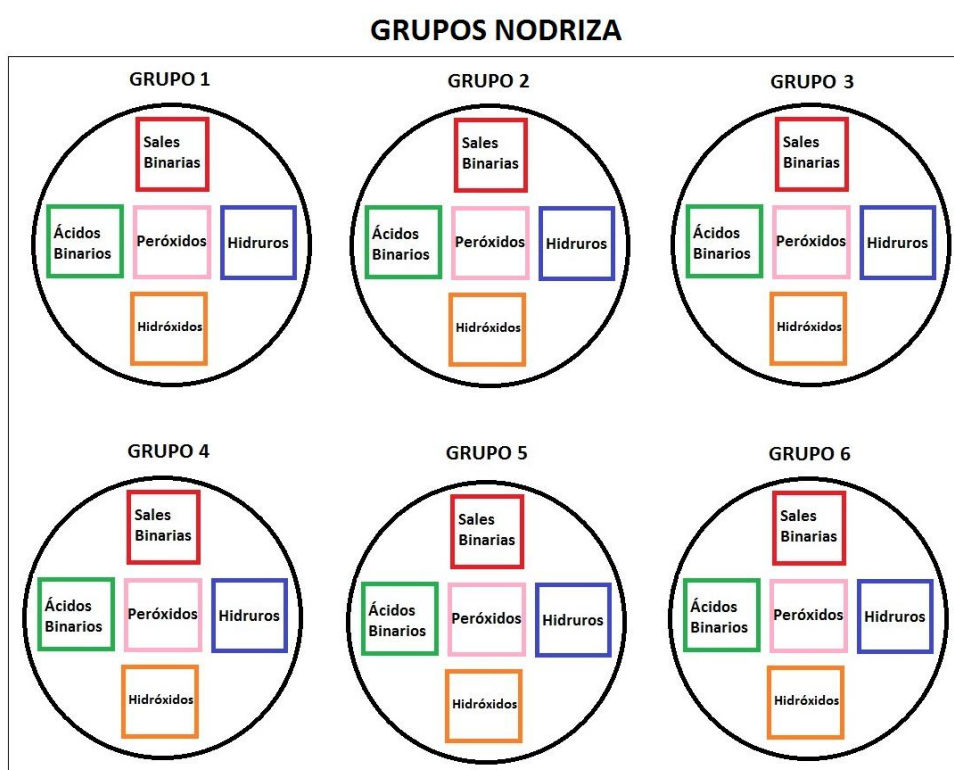 GRUPOS NODRIZA
GRUPO 1
Sales
Binarias
Ácidos
Binarios
Peróxidos
Hidruros
Hidróxidos
GRUPO 2
Sales
Binarias
Ácidos
Binarios
Peróxidos
Hidruros
Hidróxidos
GRUPO 3
Sales
Binarias
Ácidos
Binarios
Peróxidos
Hidruros
Hidróxidos
GRUPO 4
Sales
Binarias
Ácidos
Binarios
Peróxidos
Hidruros
Hidróxidos
GRUPO 5
Sales
Binarias
Ácidos
Binarios
Peróxidos
Hidruros
Hidróxidos
GRUPO 6
Sales
Binarias
Ácidos
Binarios
Peróxidos
Hidruros
Hidróxidos